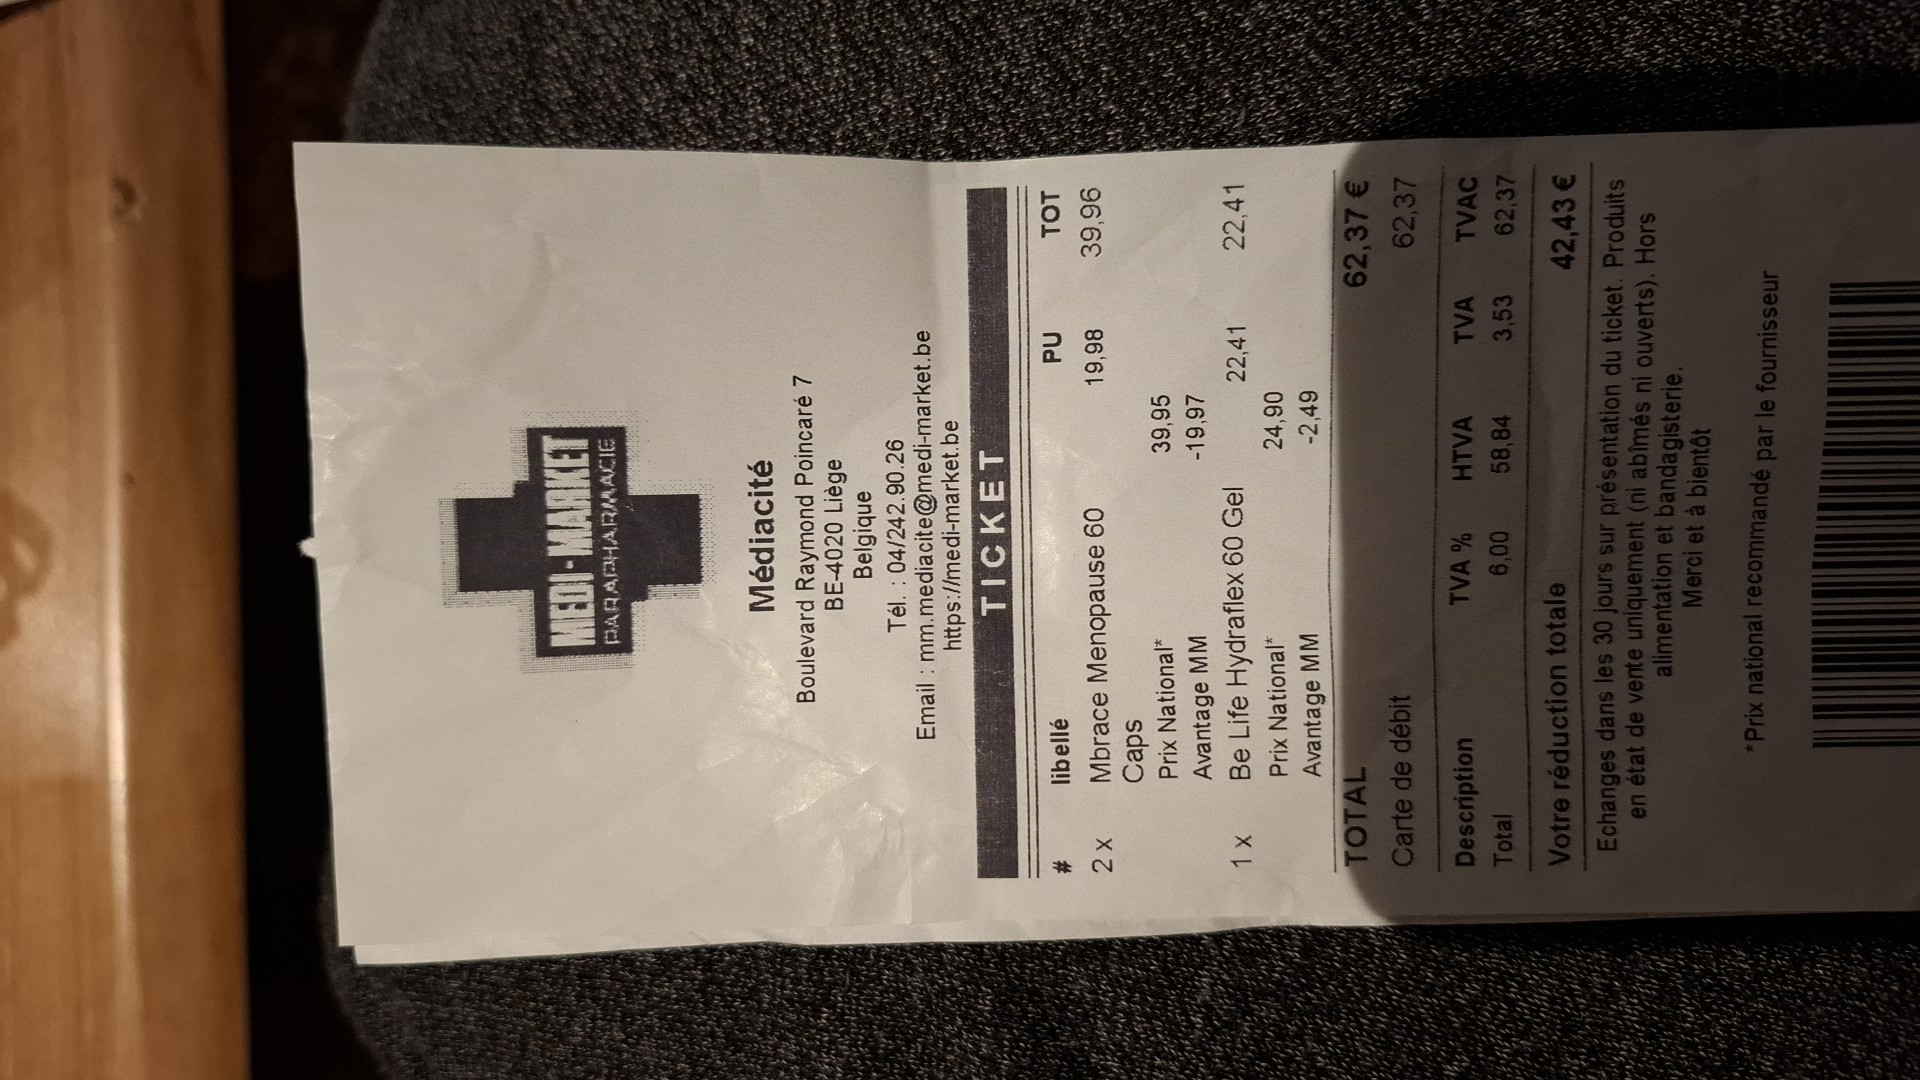 MEDI-MARKET
PARAPHARMACIE
Médiacité
Boulevard Raymond Poincaré 7
BE-4020 Liège
Belgique
Tél. : 04/242.90.26
Email : mm.mediacite@medi-market.be
https://medi-market.be
TICKET
# libellé PU TOT
2 x Mbrace Menopause 60 19,98 39,96
Caps
Prix National* 39,95
Avantage MM -19,97
1 x Be Life Hydraflex 60 Gel 22,41 22,41
Prix National* 24,90
Avantage MM -2,49
TOTAL 62,37 €
Carte de débit 62,37
Description TVA % HTVA TVA TVAC
Total 6,00 58,84 3,53 62,37
Votre réduction totale 42,43 €
Echanges dans les 30 jours sur présentation du ticket. Produits
en état de vente uniquement (ni abîmés ni ouverts). Hors
alimentation et bandagisterie.
Merci et à bientôt
*Prix national recommandé par le fournisseur